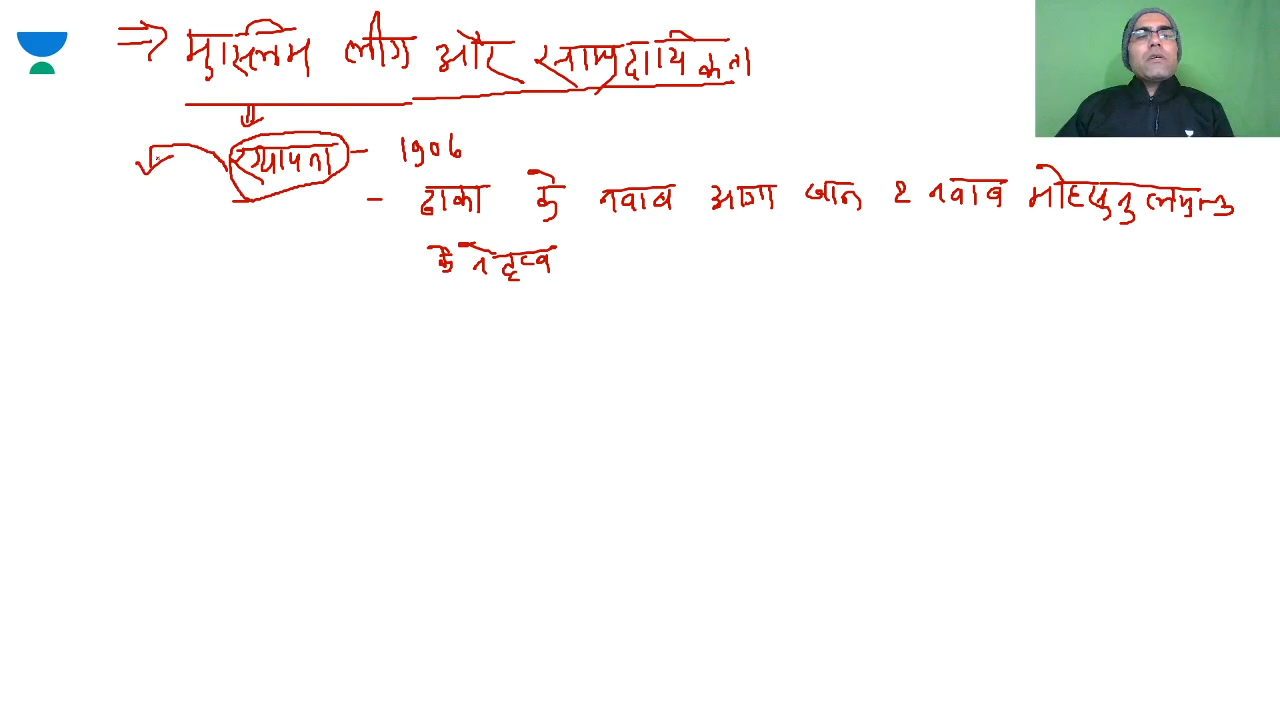 ⇒ मुस्लिम लीग और साम्प्रदायिकता
स्थापना - 1906
- ढाका के नवाब आगा खान व नवाब मोहसुनुलमुल्क
के नेतृत्व